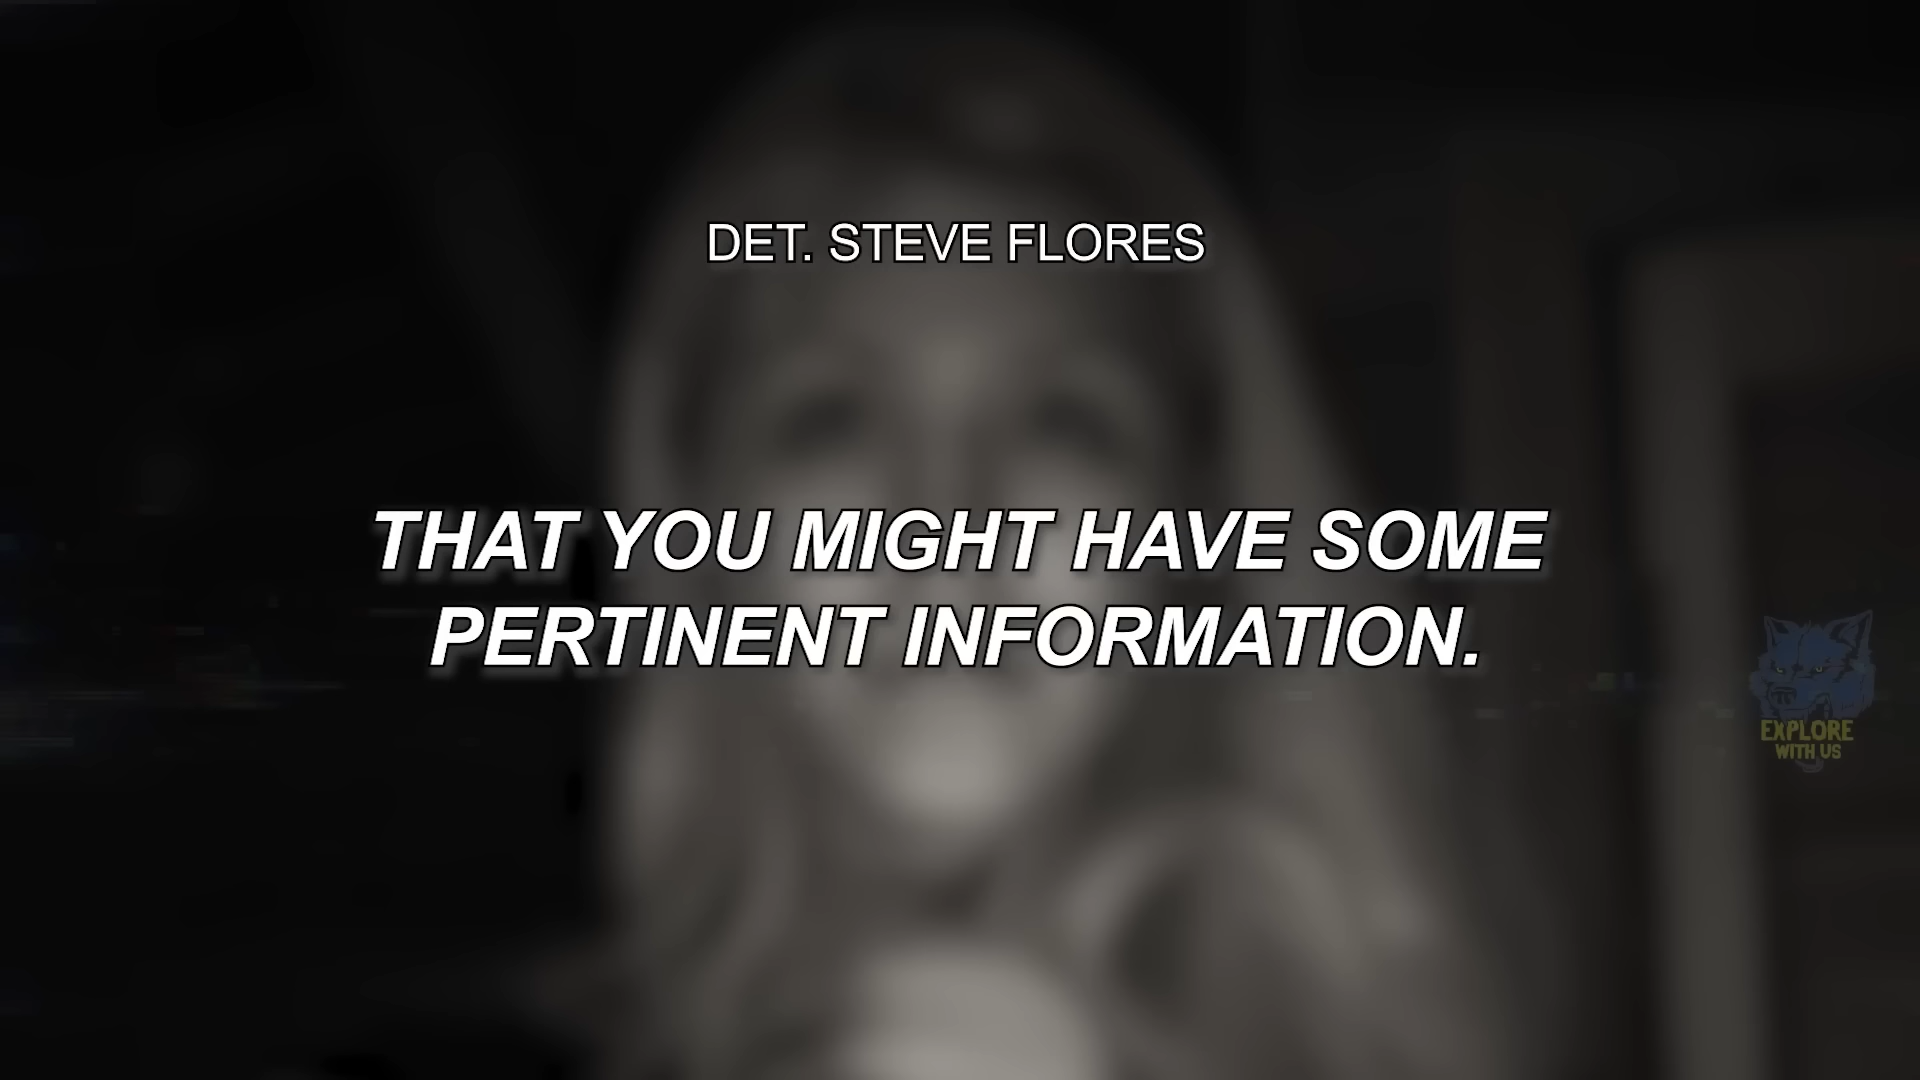 DET. STEVE FLORES
THAT YOU MIGHT HAVE SOME
PERTINENT INFORMATION.
EXPLORE
WITH US